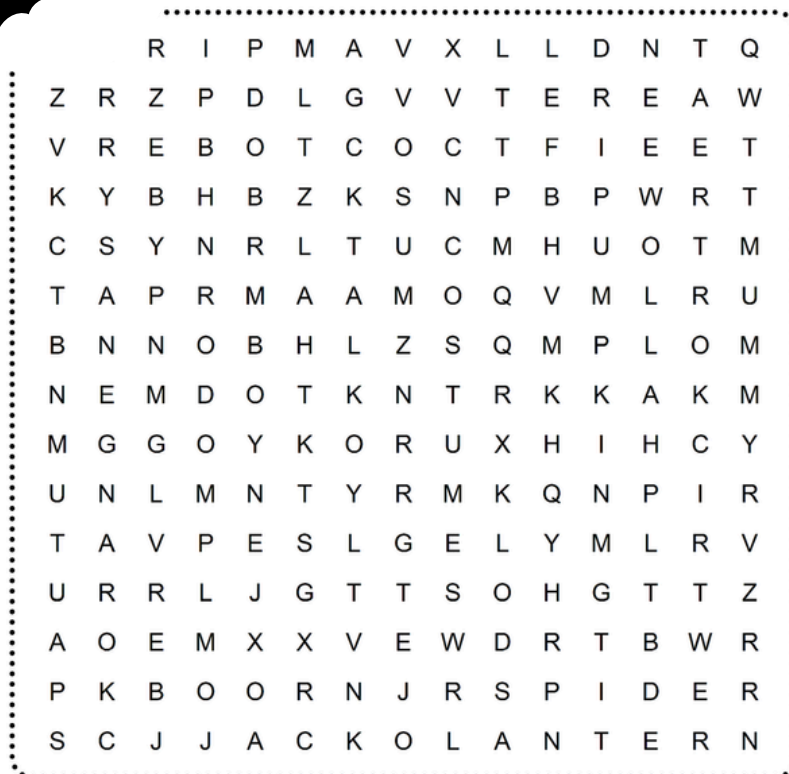 R I P M A V X L L D N T Q
Z R Z P D L G V V T E R E A W
V R E B O T C O C T F I E E T
K Y B H B Z K S N P B P W R T
C S Y N R L T U C M H U O T M
T A P R M A A M O Q V M L R U
B N N O B H L Z S Q M P L O M
N E M D O T K N T R K K A K M
M G G O Y K O R U X H I H C Y
U N L M N T Y R M K Q N P I R
T A V P E S L G E L Y M L R V
U R R L J G T T S O H G T T Z
A O E M X X V E W D R T B W R
P K B O O R N J R S P I D E R
S C J J A C K O L A N T E R N